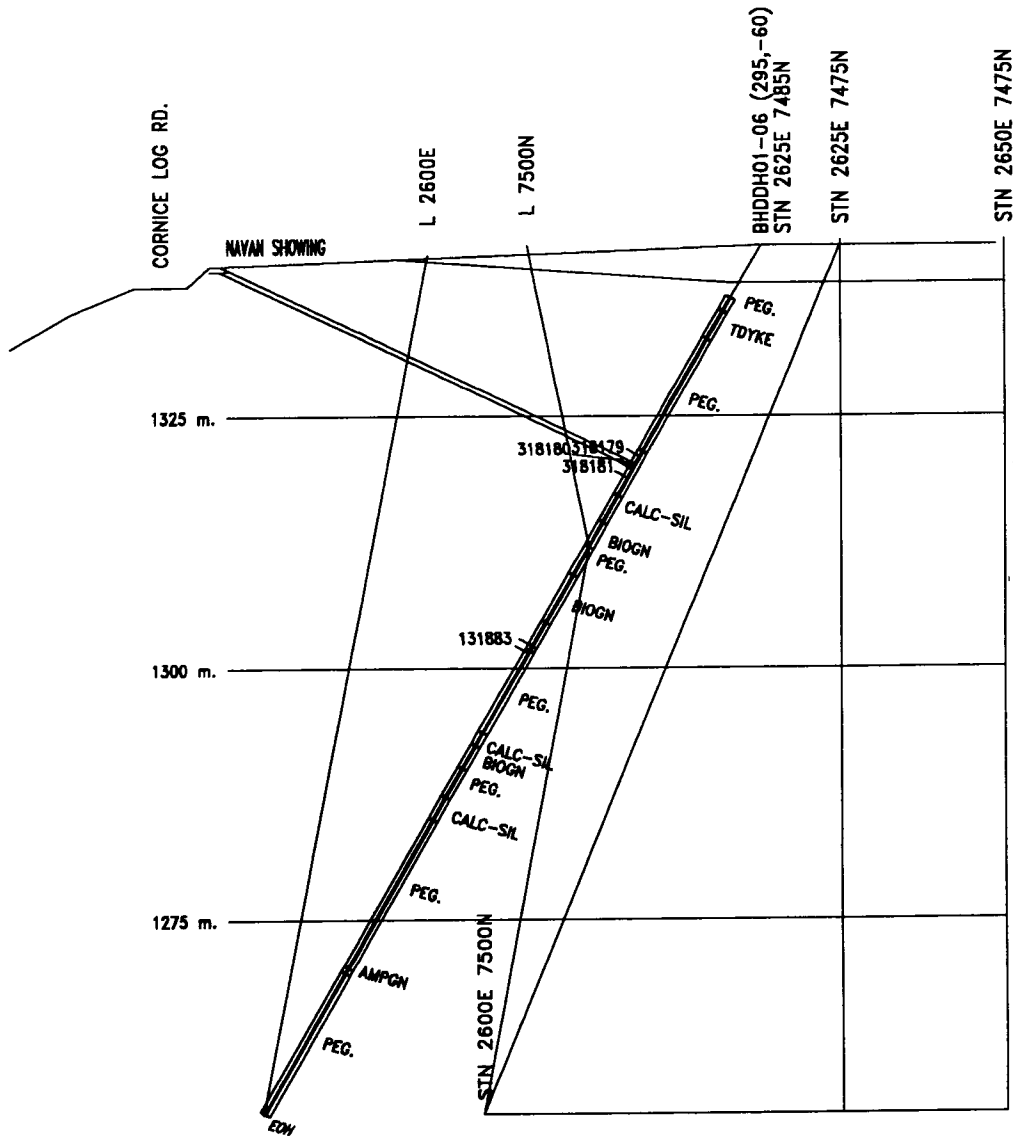 CORNICE LOG RD.
NAVAN SHOWING
L 2600E
L 7500N
BHDDH01-06 (295,-60)
STN 2625E 7485N
STN 2625E 7475N
STN 2650E 7475N
PEG.
TDYKE
PEG.
1325 m.
318180
318179
318181
CALC-SIL
BIOGN
PEG.
BIOGN
131883
1300 m.
PEG.
CALC-SIL
BIOGN
PEG.
CALC-SIL
PEG.
1275 m.
STN 2600E 7500N
AMPGN
PEG.
EOH